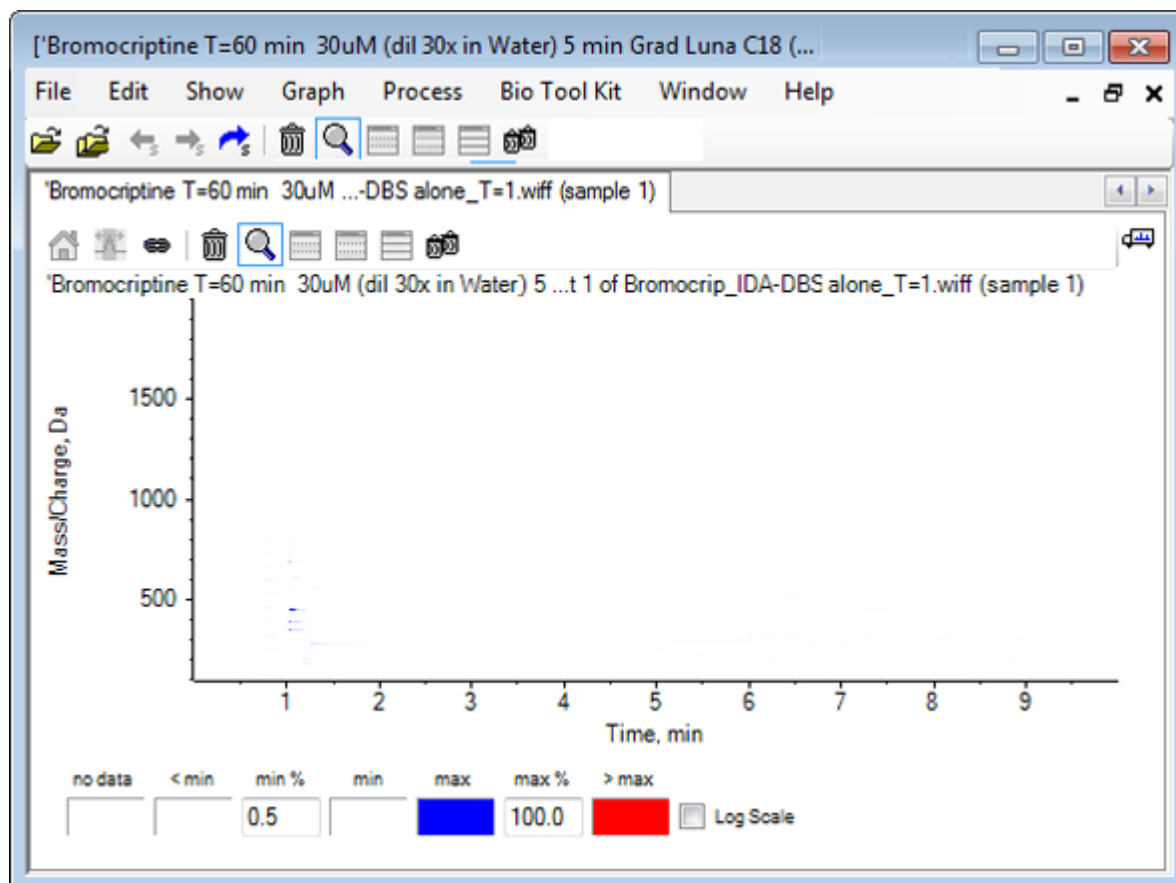 ['Bromocriptine T=60 min  30uM (dil 30x in Water) 5 min Grad Luna C18 (...
File Edit Show Graph Process Bio Tool Kit Window Help
'Bromocriptine T=60 min  30uM ...-DBS alone_T=1.wiff (sample 1)
'Bromocriptine T=60 min  30uM (dil 30x in Water) 5 ...t 1 of Bromocrip_IDA-DBS alone_T=1.wiff (sample 1)
Mass/Charge, Da
1500
1000
500
1 2 3 4 5 6 7 8 9
Time, min
no data < min min % min max max % > max
0.5 100.0 Log Scale